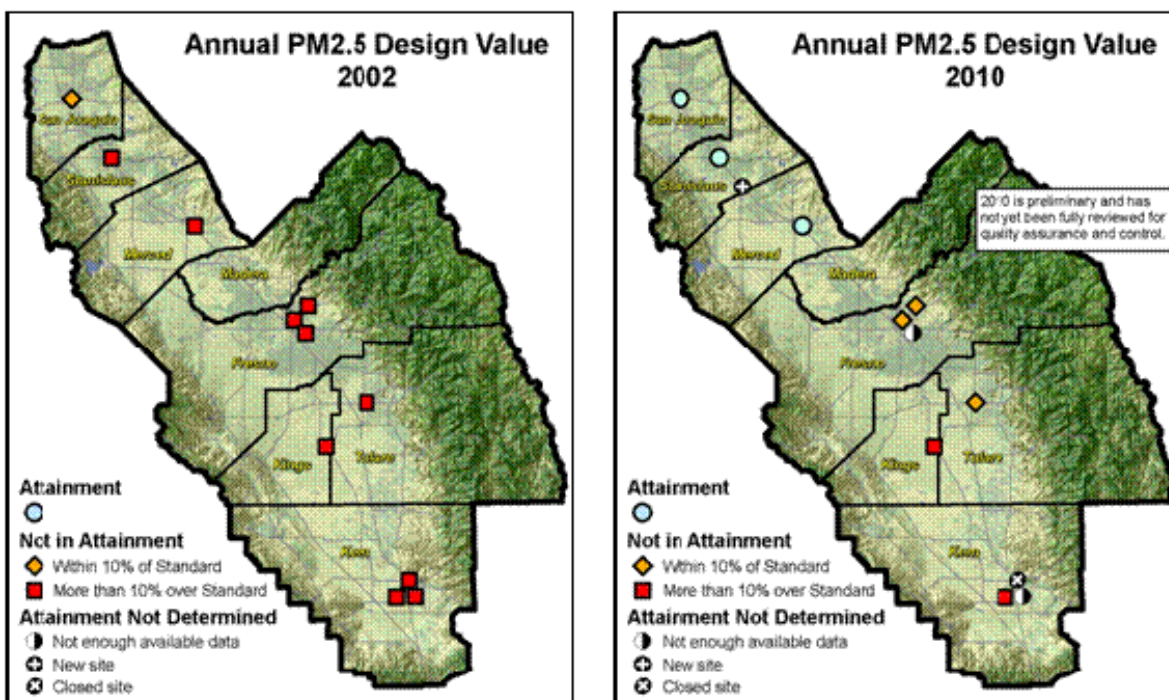 Annual PM2.5 Design Value
2002
San Joaquin
Stanislaus
Merced
Madera
Fresno
Kings
Tulare
Kern
Attainment
Not in Attainment
Within 10% of Standard
More than 10% over Standard
Attainment Not Determined
Not enough available data
New site
Closed site
Annual PM2.5 Design Value
2010
San Joaquin
Stanislaus
2010 is preliminary and has
not yet been fully reviewed for
quality assurance and control.
Merced
Madera
Fresno
Kings
Tulare
Kern
Attainment
Not in Attainment
Within 10% of Standard
More than 10% over Standard
Attainment Not Determined
Not enough available data
New site
Closed site